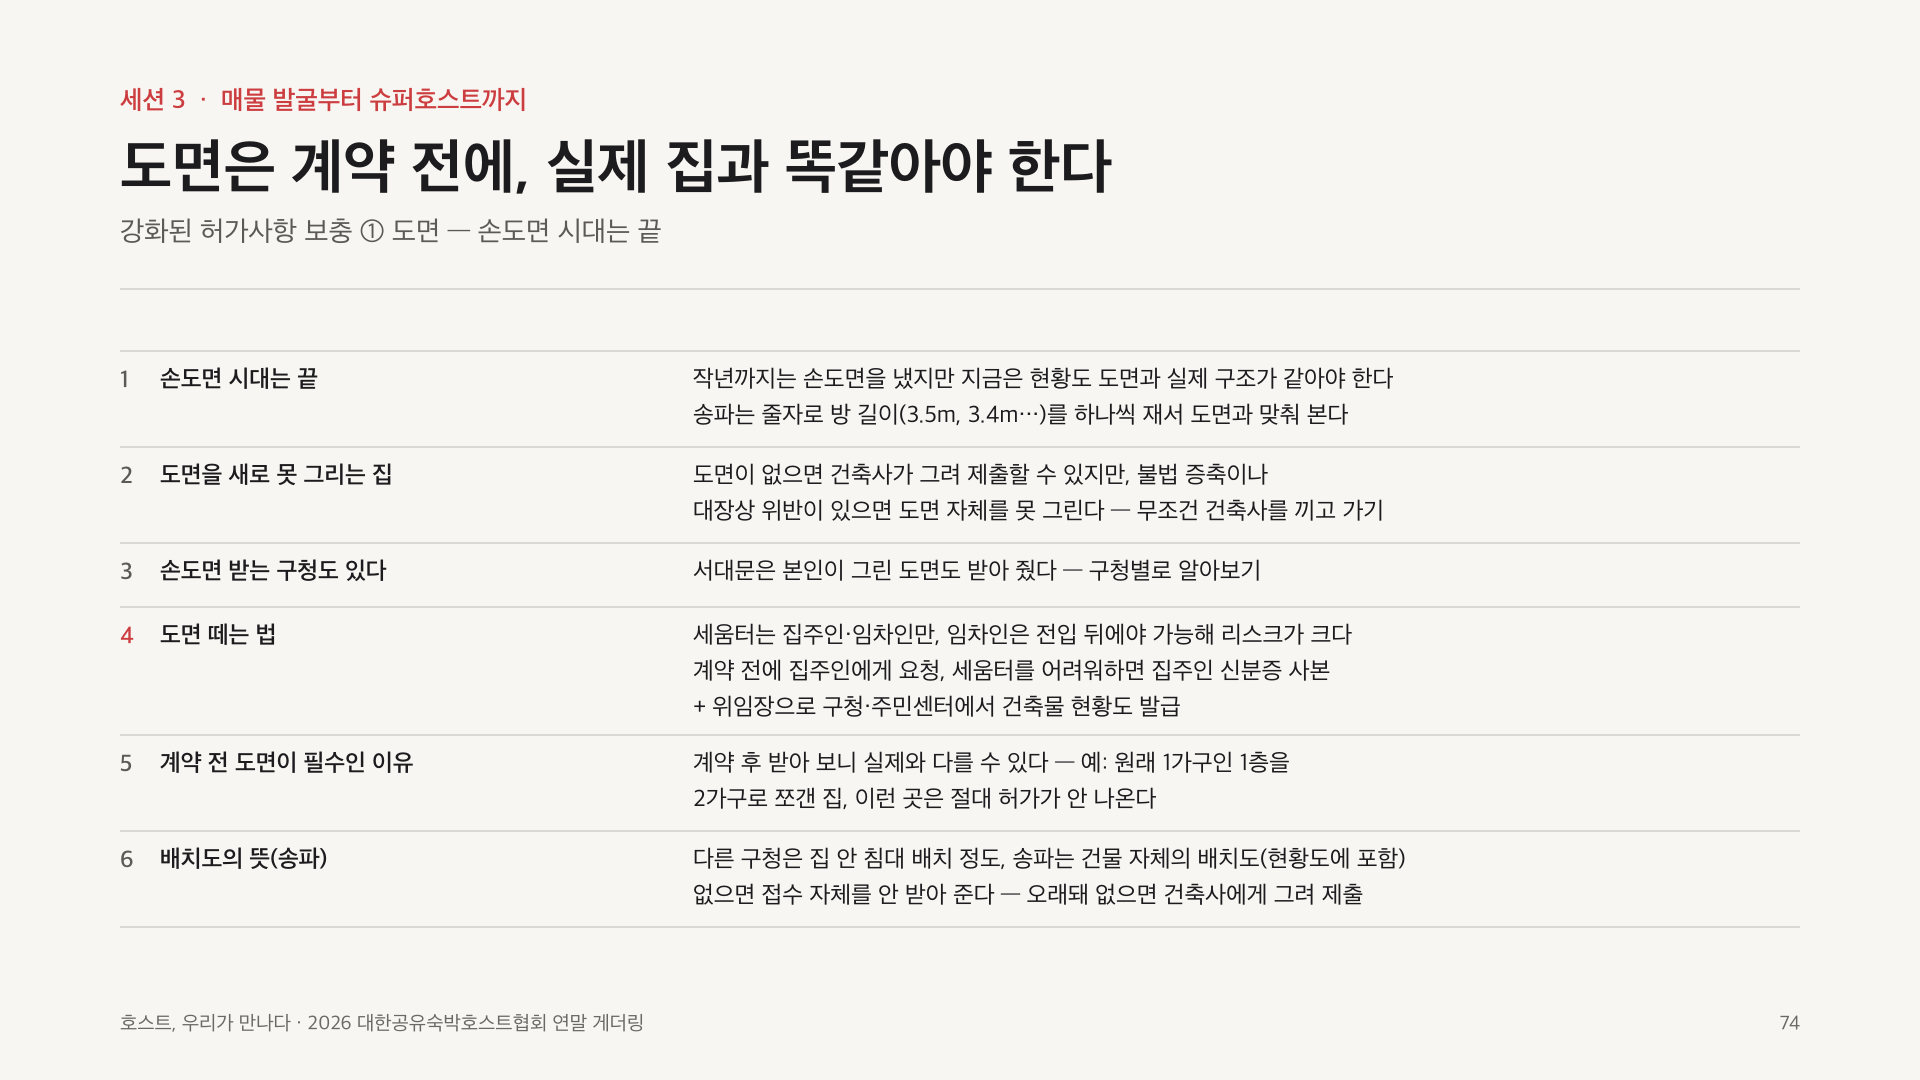 세션 3 · 매물 발굴부터 슈퍼호스트까지
도면은 계약 전에, 실제 집과 똑같아야 한다
강화된 허가사항 보충 ① 도면 — 손도면 시대는 끝
1 손도면 시대는 끝
작년까지는 손도면을 냈지만 지금은 현황도 도면과 실제 구조가 같아야 한다
송파는 줄자로 방 길이(3.5m, 3.4m…)를 하나씩 재서 도면과 맞춰 본다
2 도면을 새로 못 그리는 집
도면이 없으면 건축사가 그려 제출할 수 있지만, 불법 증축이나
대장상 위반이 있으면 도면 자체를 못 그린다 — 무조건 건축사를 끼고 가기
3 손도면 받는 구청도 있다
서대문은 본인이 그린 도면도 받아 줬다 — 구청별로 알아보기
4 도면 떼는 법
세움터는 집주인·임차인만, 임차인은 전입 뒤에야 가능해 리스크가 크다
계약 전에 집주인에게 요청, 세움터를 어려워하면 집주인 신분증 사본
+ 위임장으로 구청·주민센터에서 건축물 현황도 발급
5 계약 전 도면이 필수인 이유
계약 후 받아 보니 실제와 다를 수 있다 — 예: 원래 1가구인 1층을
2가구로 쪼갠 집, 이런 곳은 절대 허가가 안 나온다
6 배치도의 뜻(송파)
다른 구청은 집 안 침대 배치 정도, 송파는 건물 자체의 배치도(현황도에 포함)
없으면 접수 자체를 안 받아 준다 — 오래돼 없으면 건축사에게 그려 제출
호스트, 우리가 만나다 · 2026 대한공유숙박호스트협회 연말 게더링
74